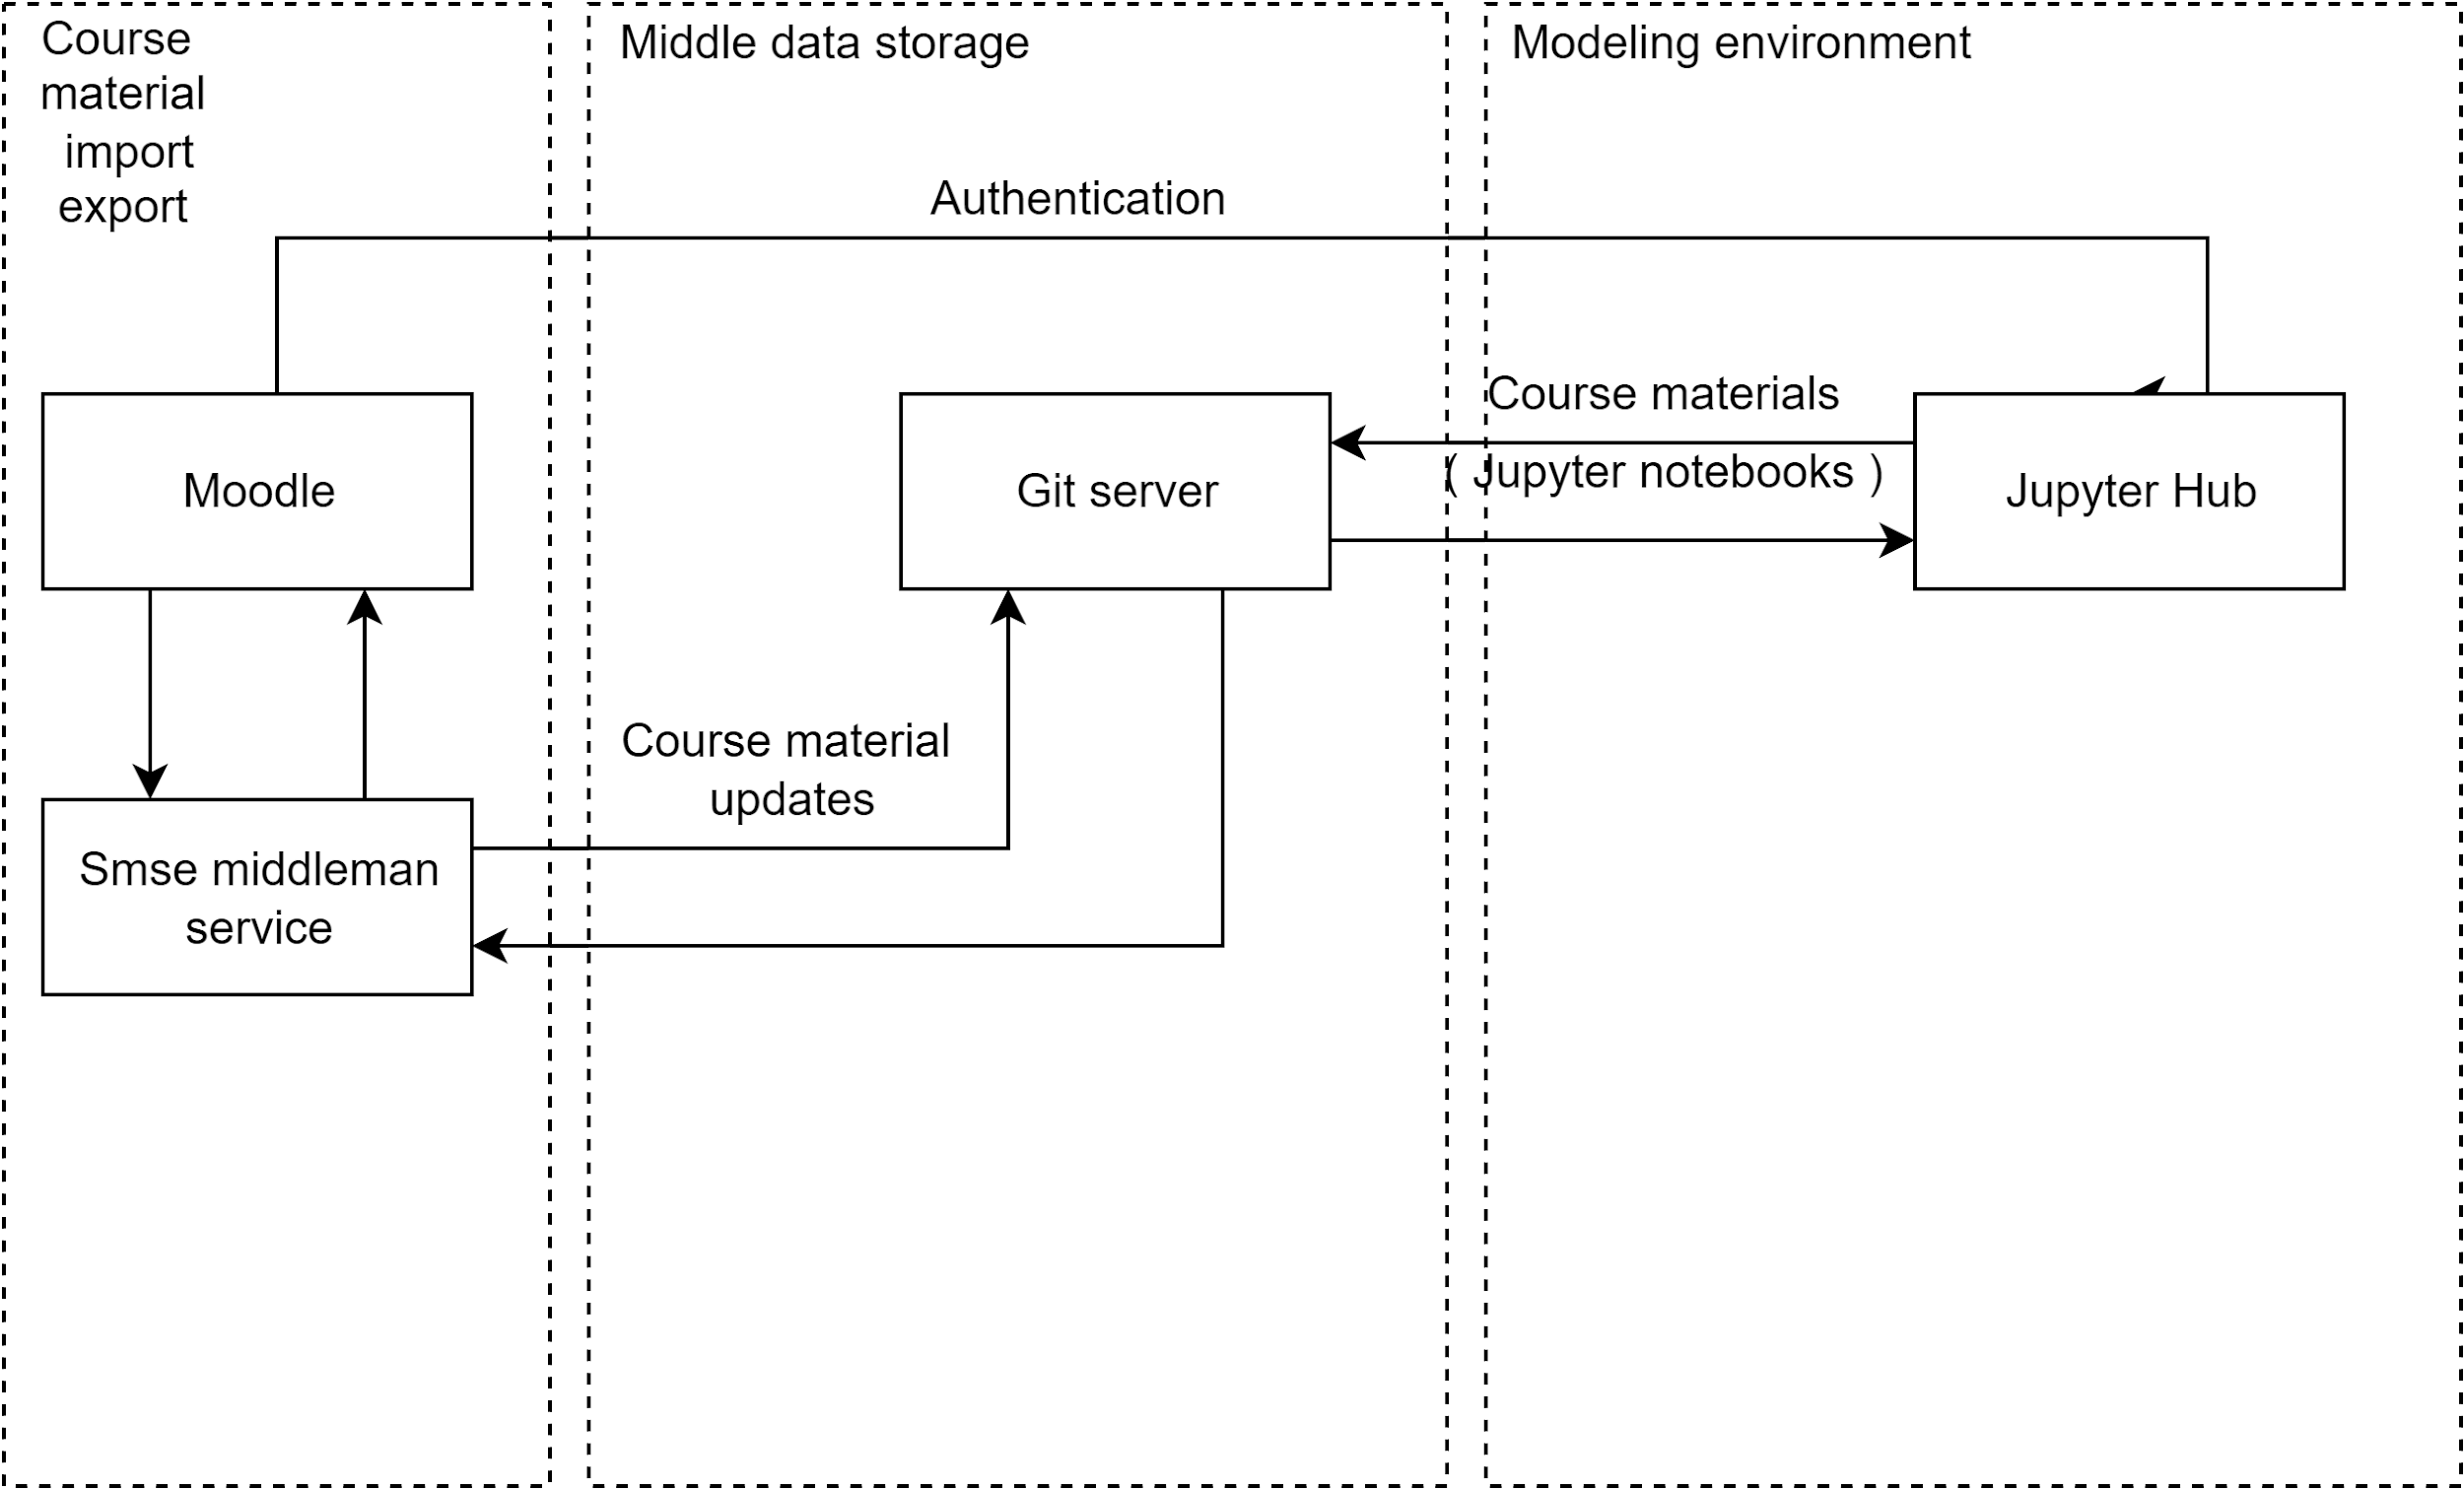 Course
material
import
export
Middle data storage
Modeling environment
Authentication
Moodle
Git server
Course materials
( Jupyter notebooks )
Jupyter Hub
Course material
updates
Smse middleman
service